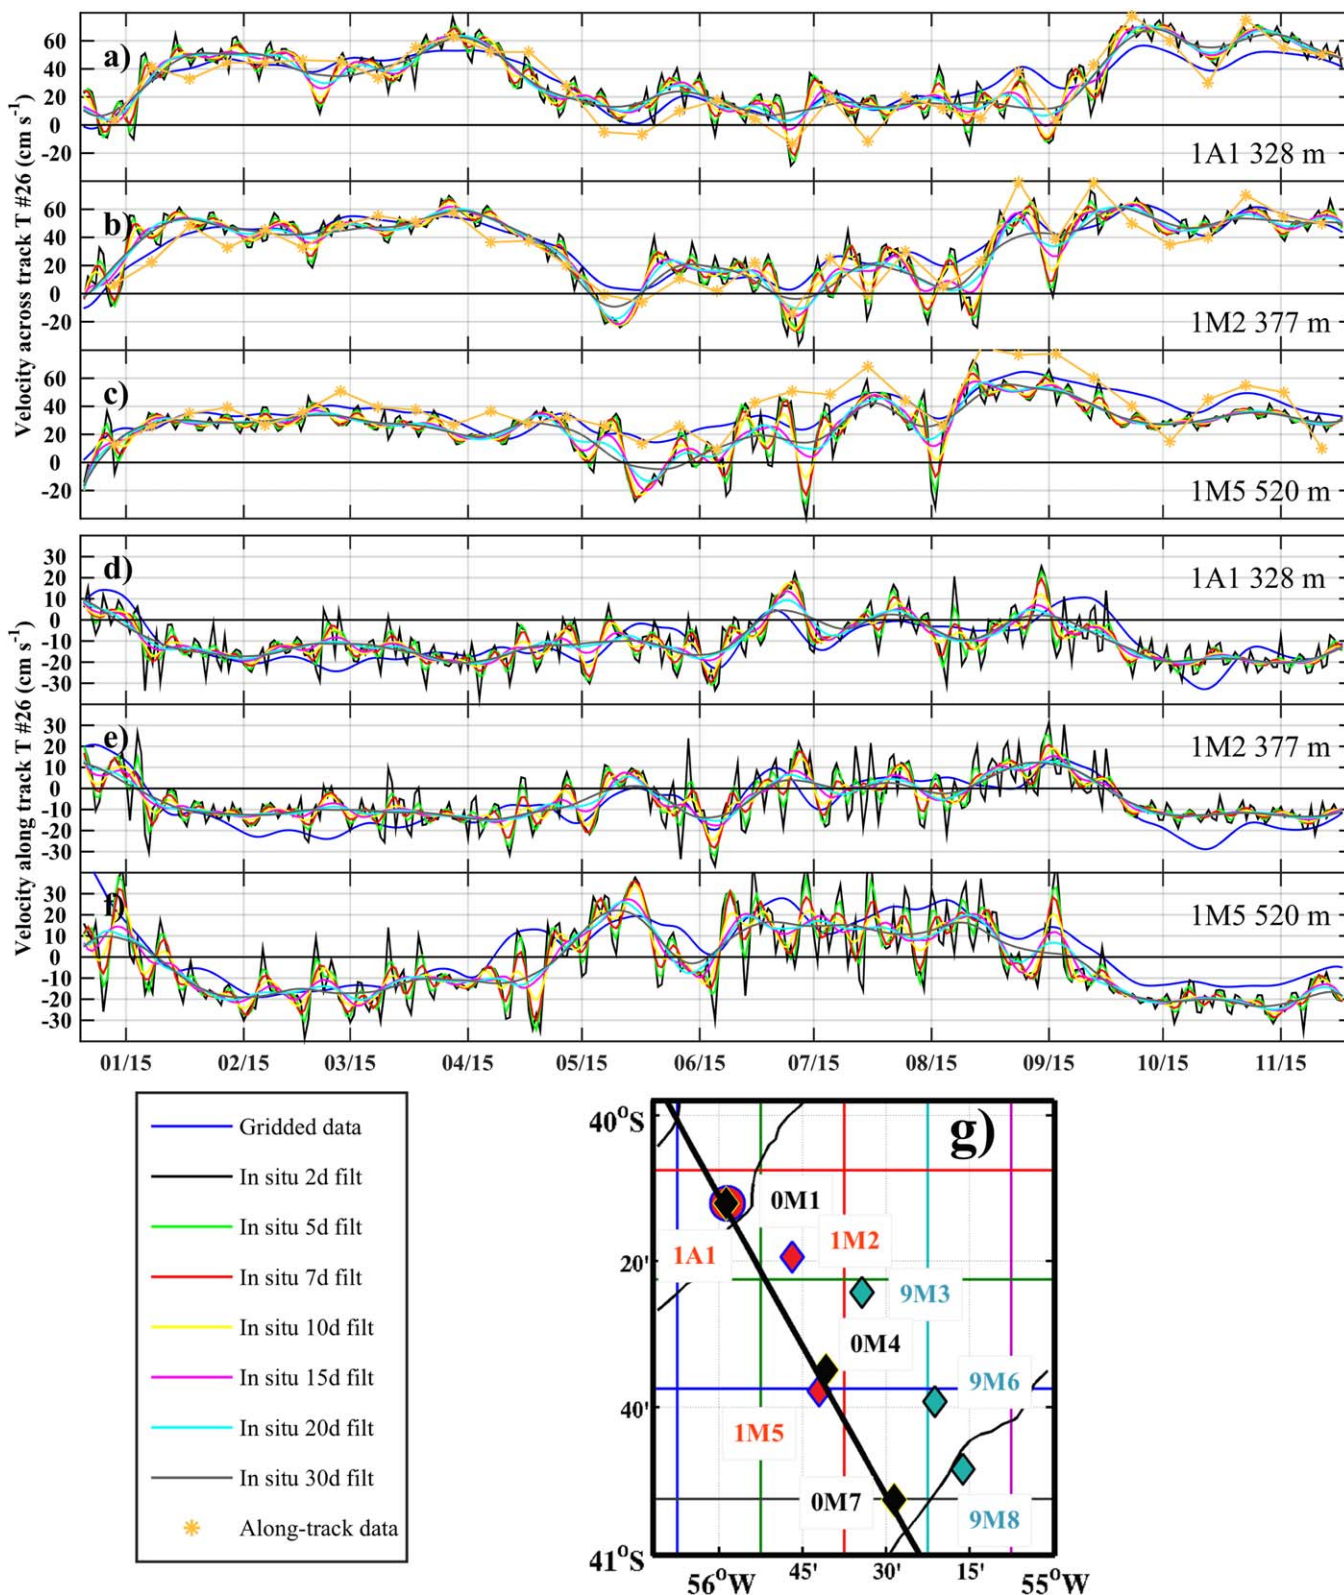 Velocity across track T #26 (cm s⁻¹)
a)
60
40
20
0
-20
1A1 328 m
b)
60
40
20
0
-20
1M2 377 m
c)
60
40
20
0
-20
1M5 520 m
Velocity along track T #26 (cm s⁻¹)
d)
30
20
10
0
-10
-20
-30
1A1 328 m
e)
30
20
10
0
-10
-20
-30
1M2 377 m
f)
30
20
10
0
-10
-20
-30
1M5 520 m
01/15 02/15 03/15 04/15 05/15 06/15 07/15 08/15 09/15 10/15 11/15
Gridded data
In situ 2d filt
In situ 5d filt
In situ 7d filt
In situ 10d filt
In situ 15d filt
In situ 20d filt
In situ 30d filt
Along-track data
g)
40°S
20'
40'
41°S
0M1
1A1
1M2
9M3
0M4
9M6
1M5
0M7
9M8
56°W 45' 30' 15' 55°W